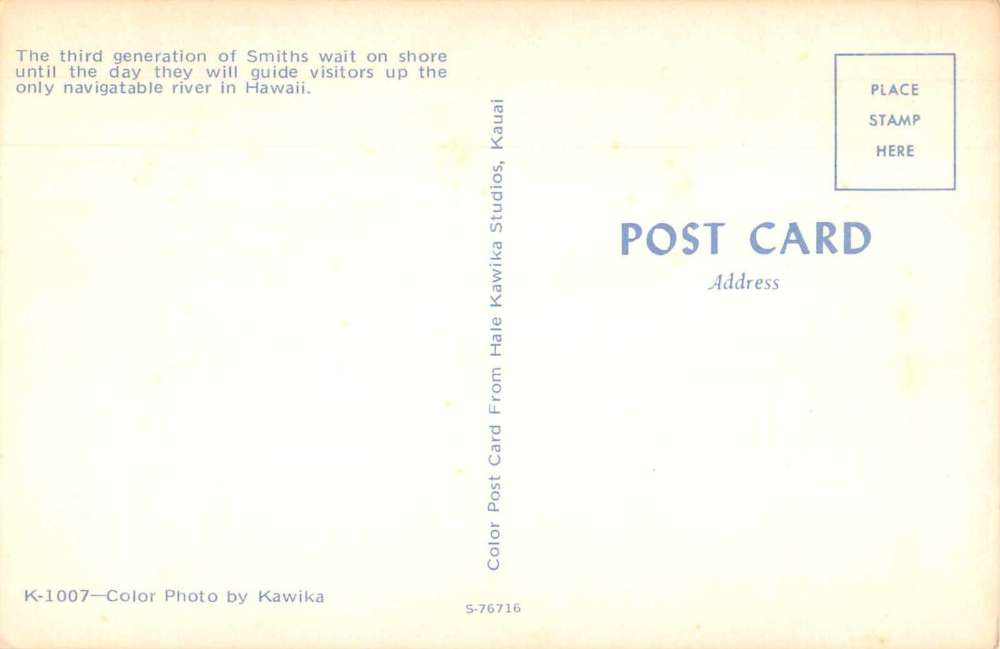 The third generation of Smiths wait on shore
until the day they will guide visitors up the
only navigatable river in Hawaii.
Color Post Card From Hale Kawika Studios, Kauai
PLACE
STAMP
HERE
POST CARD
Address
K-1007—Color Photo by Kawika
S-76716